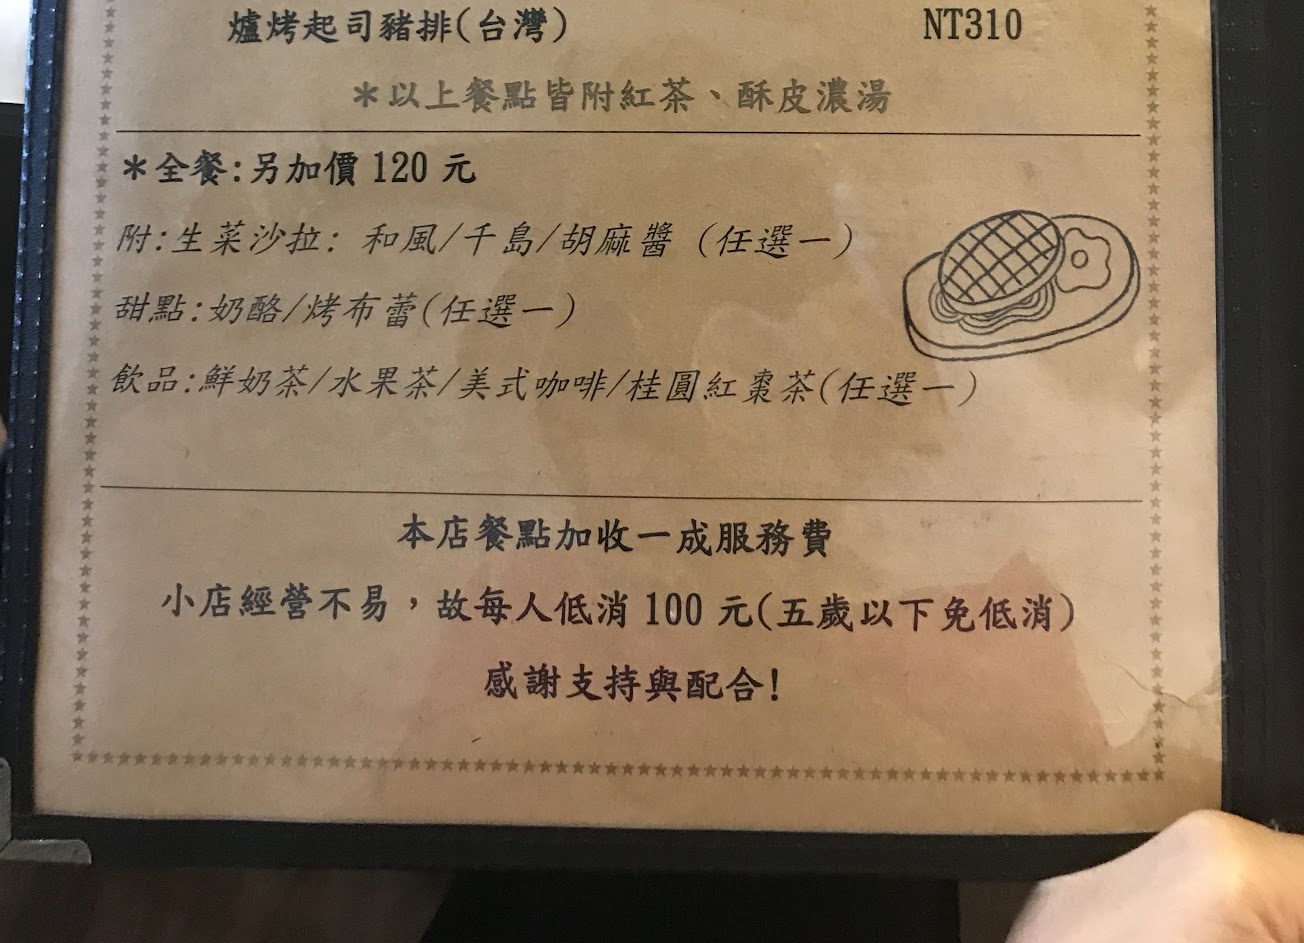 爐烤起司豬排(台灣) NT310
＊以上餐點皆附紅茶、酥皮濃湯
＊全餐:另加價 120 元
附:生菜沙拉: 和風/千島/胡麻醬 (任選一)
甜點:奶酪/烤布蕾(任選一)
飲品:鮮奶茶/水果茶/美式咖啡/桂圓紅棗茶(任選一)
本店餐點加收一成服務費
小店經營不易，故每人低消 100 元(五歲以下免低消)
感謝支持與配合!